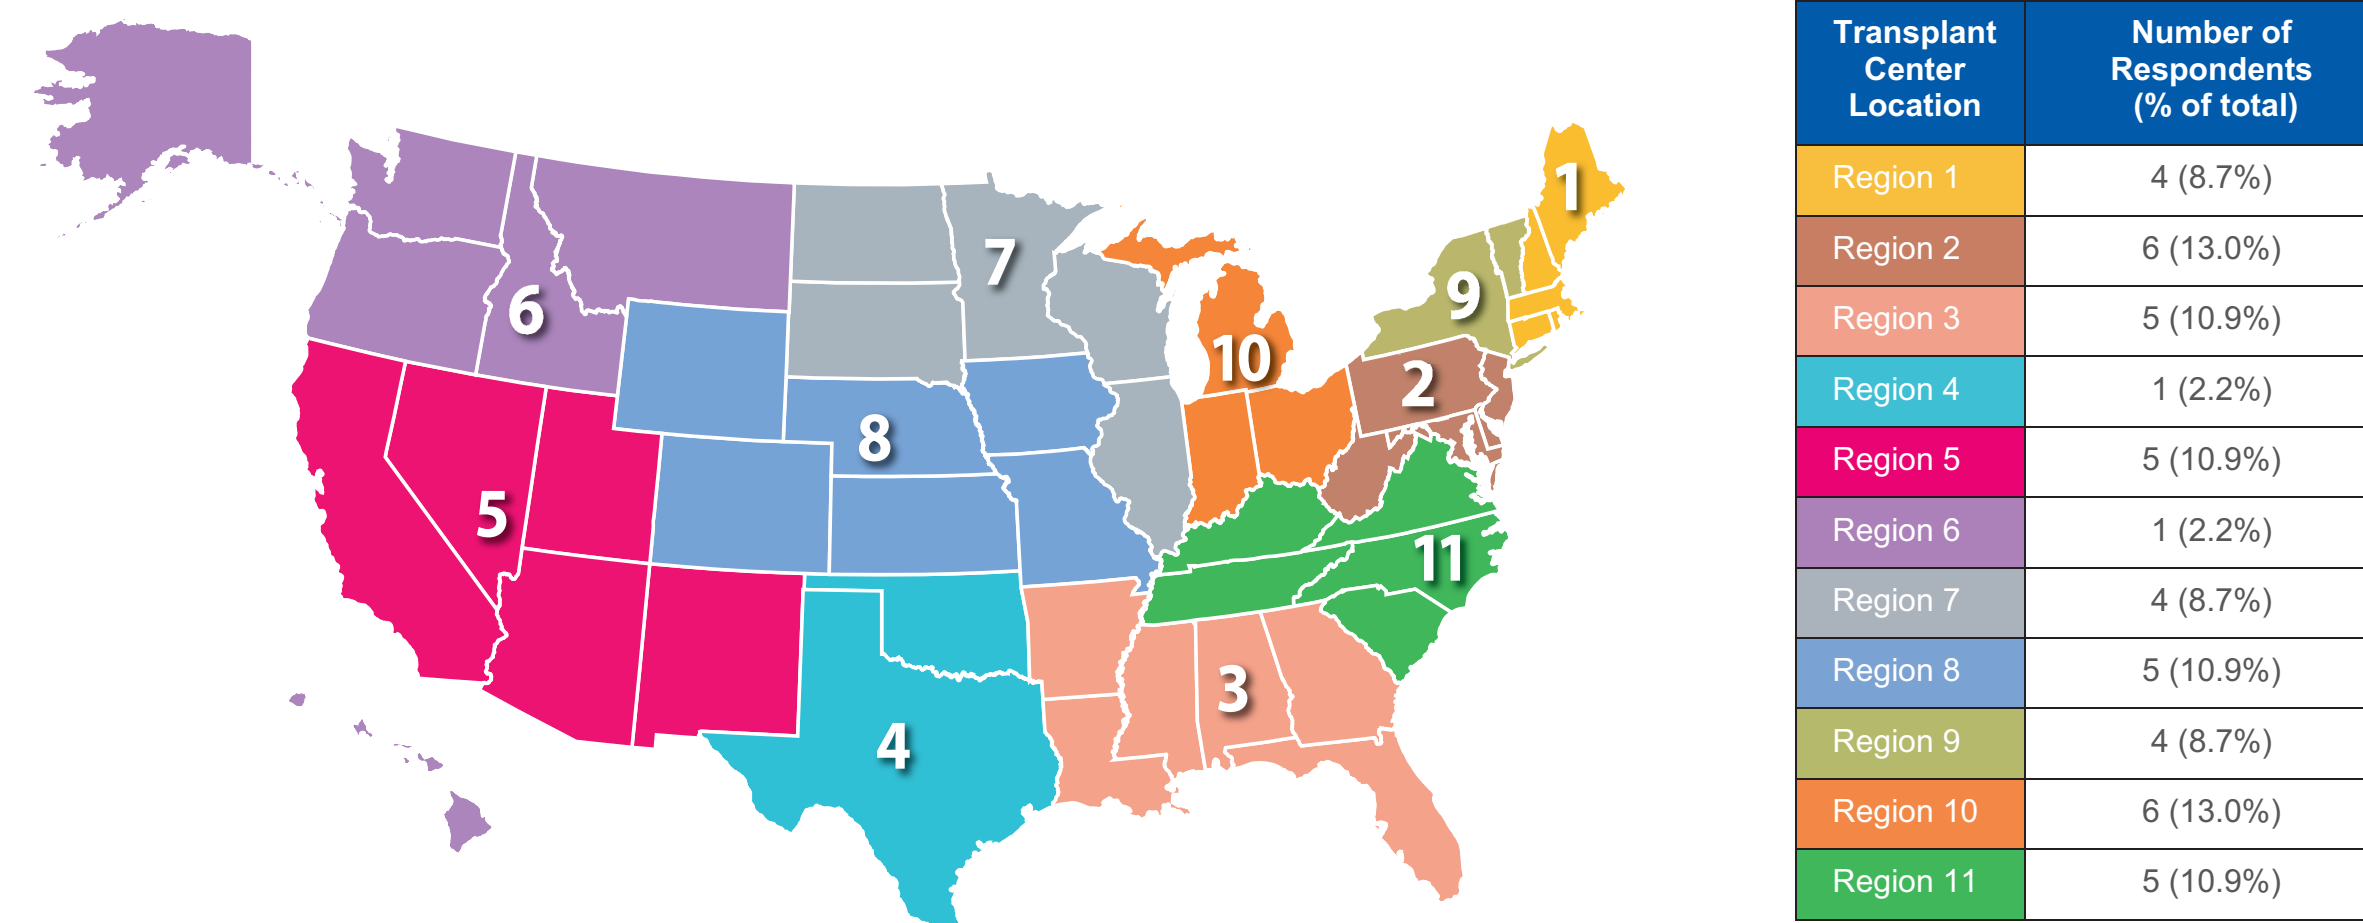 1
7
9
6
10
2
8
5
11
3
4
Transplant
Center
Location
Number of
Respondents
(% of total)
Region 1 4 (8.7%)
Region 2 6 (13.0%)
Region 3 5 (10.9%)
Region 4 1 (2.2%)
Region 5 5 (10.9%)
Region 6 1 (2.2%)
Region 7 4 (8.7%)
Region 8 5 (10.9%)
Region 9 4 (8.7%)
Region 10 6 (13.0%)
Region 11 5 (10.9%)